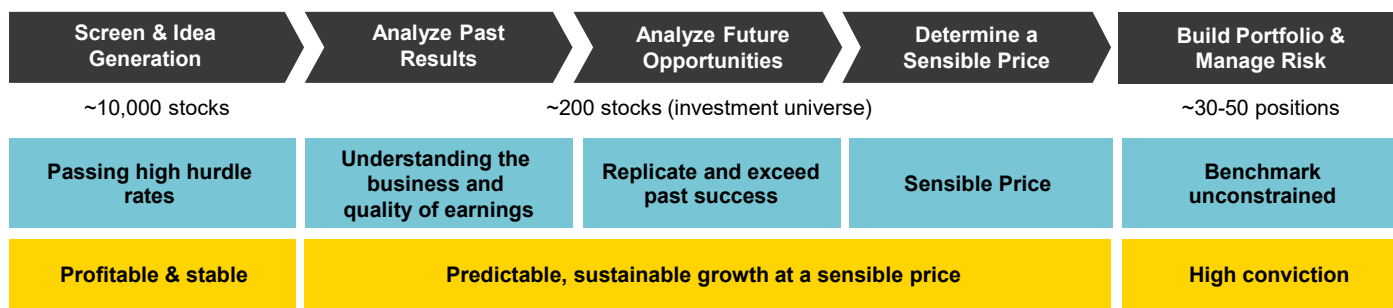 Screen & Idea
Generation
Analyze Past
Results
Analyze Future
Opportunities
Determine a
Sensible Price
Build Portfolio &
Manage Risk
~10,000 stocks
~200 stocks (investment universe)
~30-50 positions
Passing high hurdle
rates
Understanding the
business and
quality of earnings
Replicate and exceed
past success
Sensible Price
Benchmark
unconstrained
Profitable & stable
Predictable, sustainable growth at a sensible price
High conviction